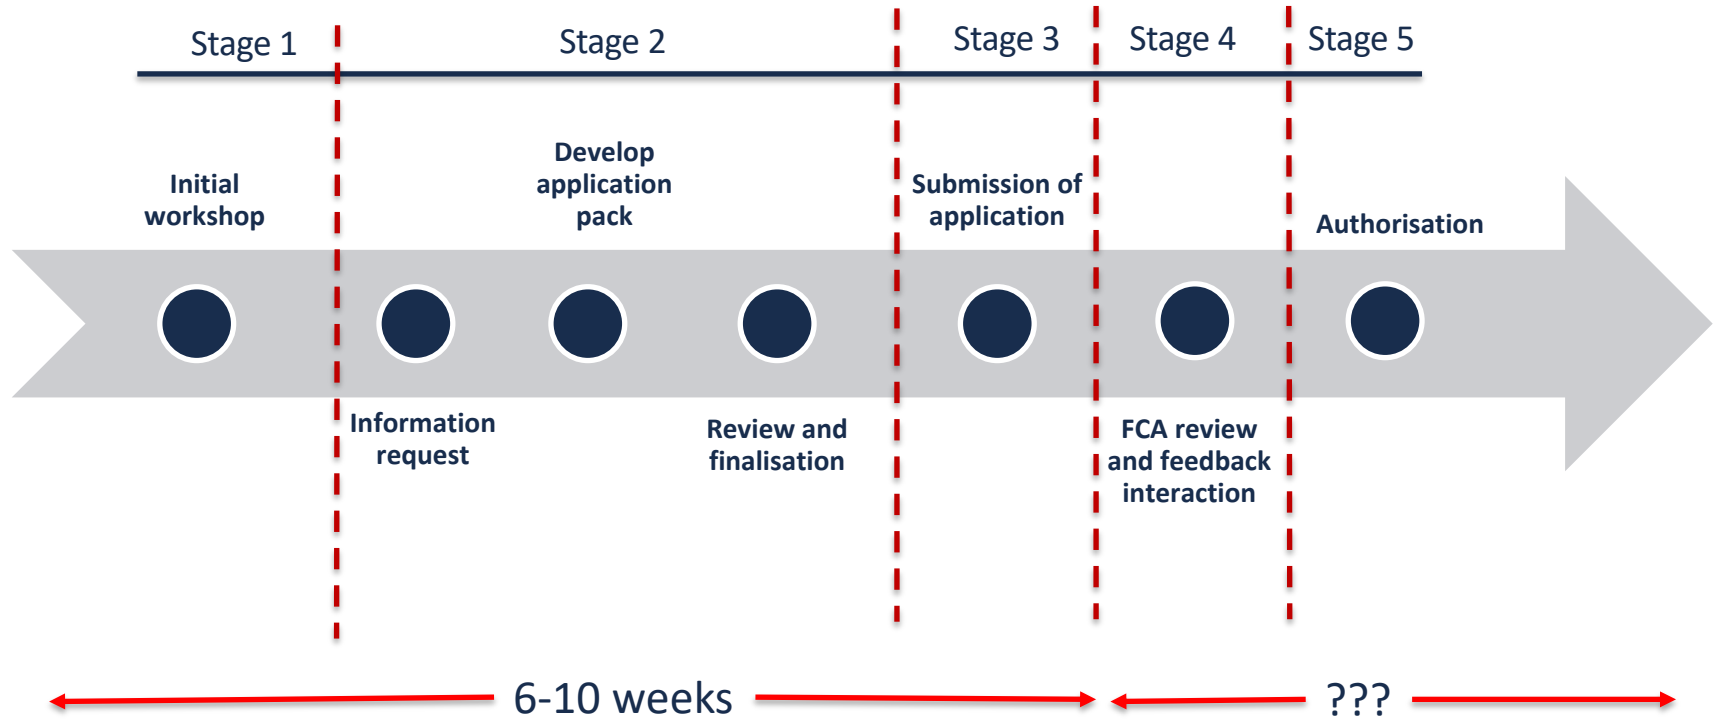 Stage 1
Stage 2
Stage 3
Stage 4
Stage 5
Initial
workshop
Develop
application
pack
Submission of
application
Authorisation
Information
request
Review and
finalisation
FCA review
and feedback
interaction
6-10 weeks
???